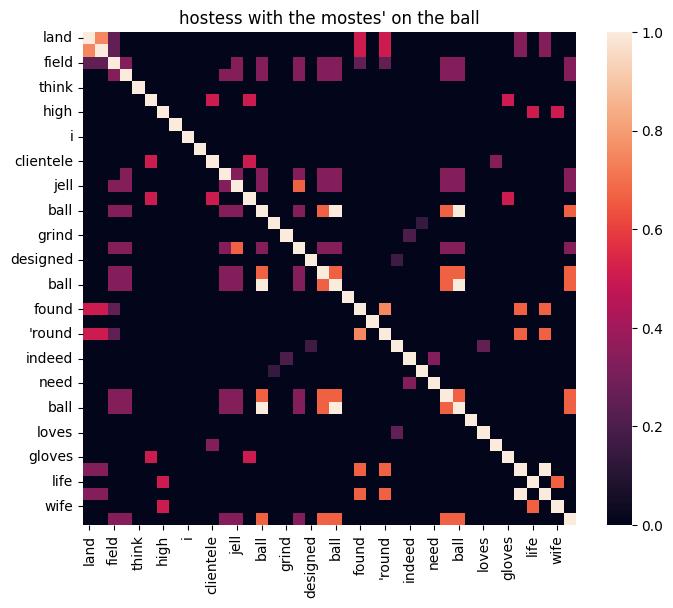 hostess with the mostes' on the ball
land
field
think
high
i
clientele
jell
ball
grind
designed
ball
found
'round
indeed
need
ball
loves
gloves
life
wife
1.0
0.8
0.6
0.4
0.2
0.0
land field think high i clientele jell ball grind designed ball found 'round indeed need ball loves gloves life wife